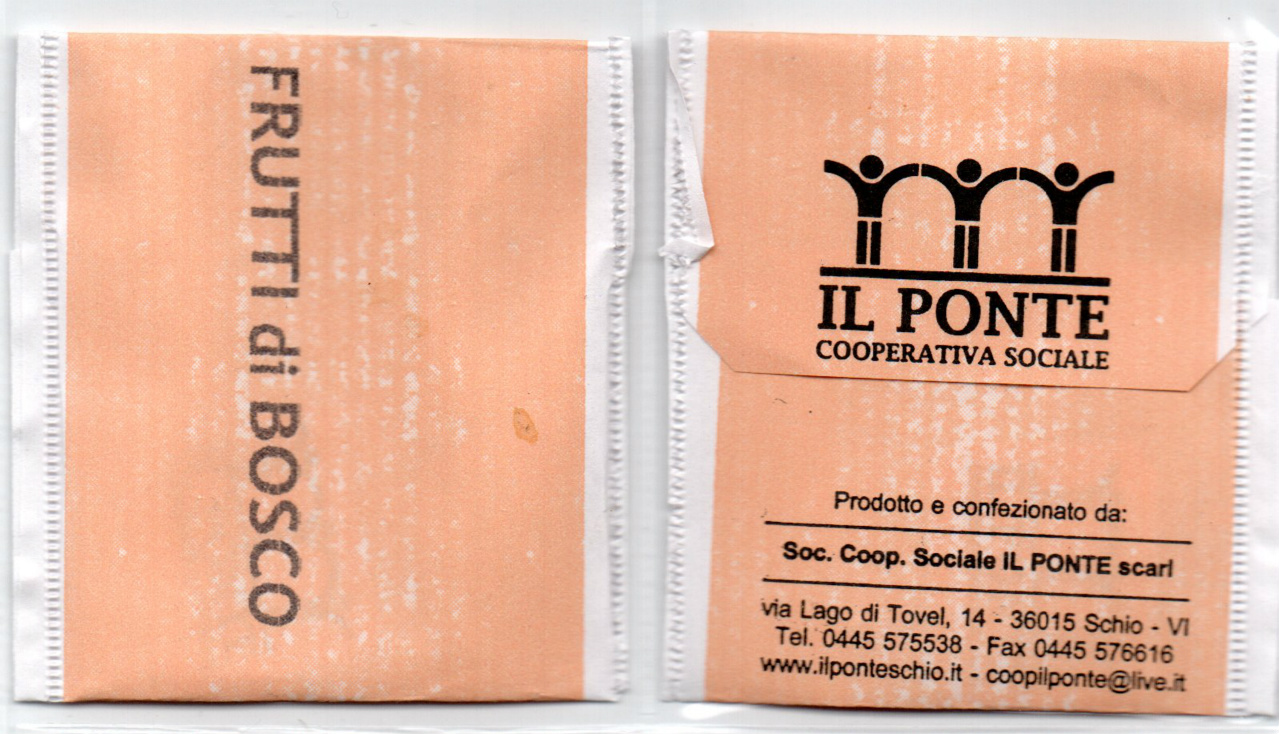 FRUTTI di BOSCO
IL PONTE
COOPERATIVA SOCIALE
Prodotto e confezionato da:
Soc. Coop. Sociale IL PONTE scarl
via Lago di Tovel, 14 - 36015 Schio - VI
Tel. 0445 575538 - Fax 0445 576616
www.ilponteschio.it - coopilponte@live.it